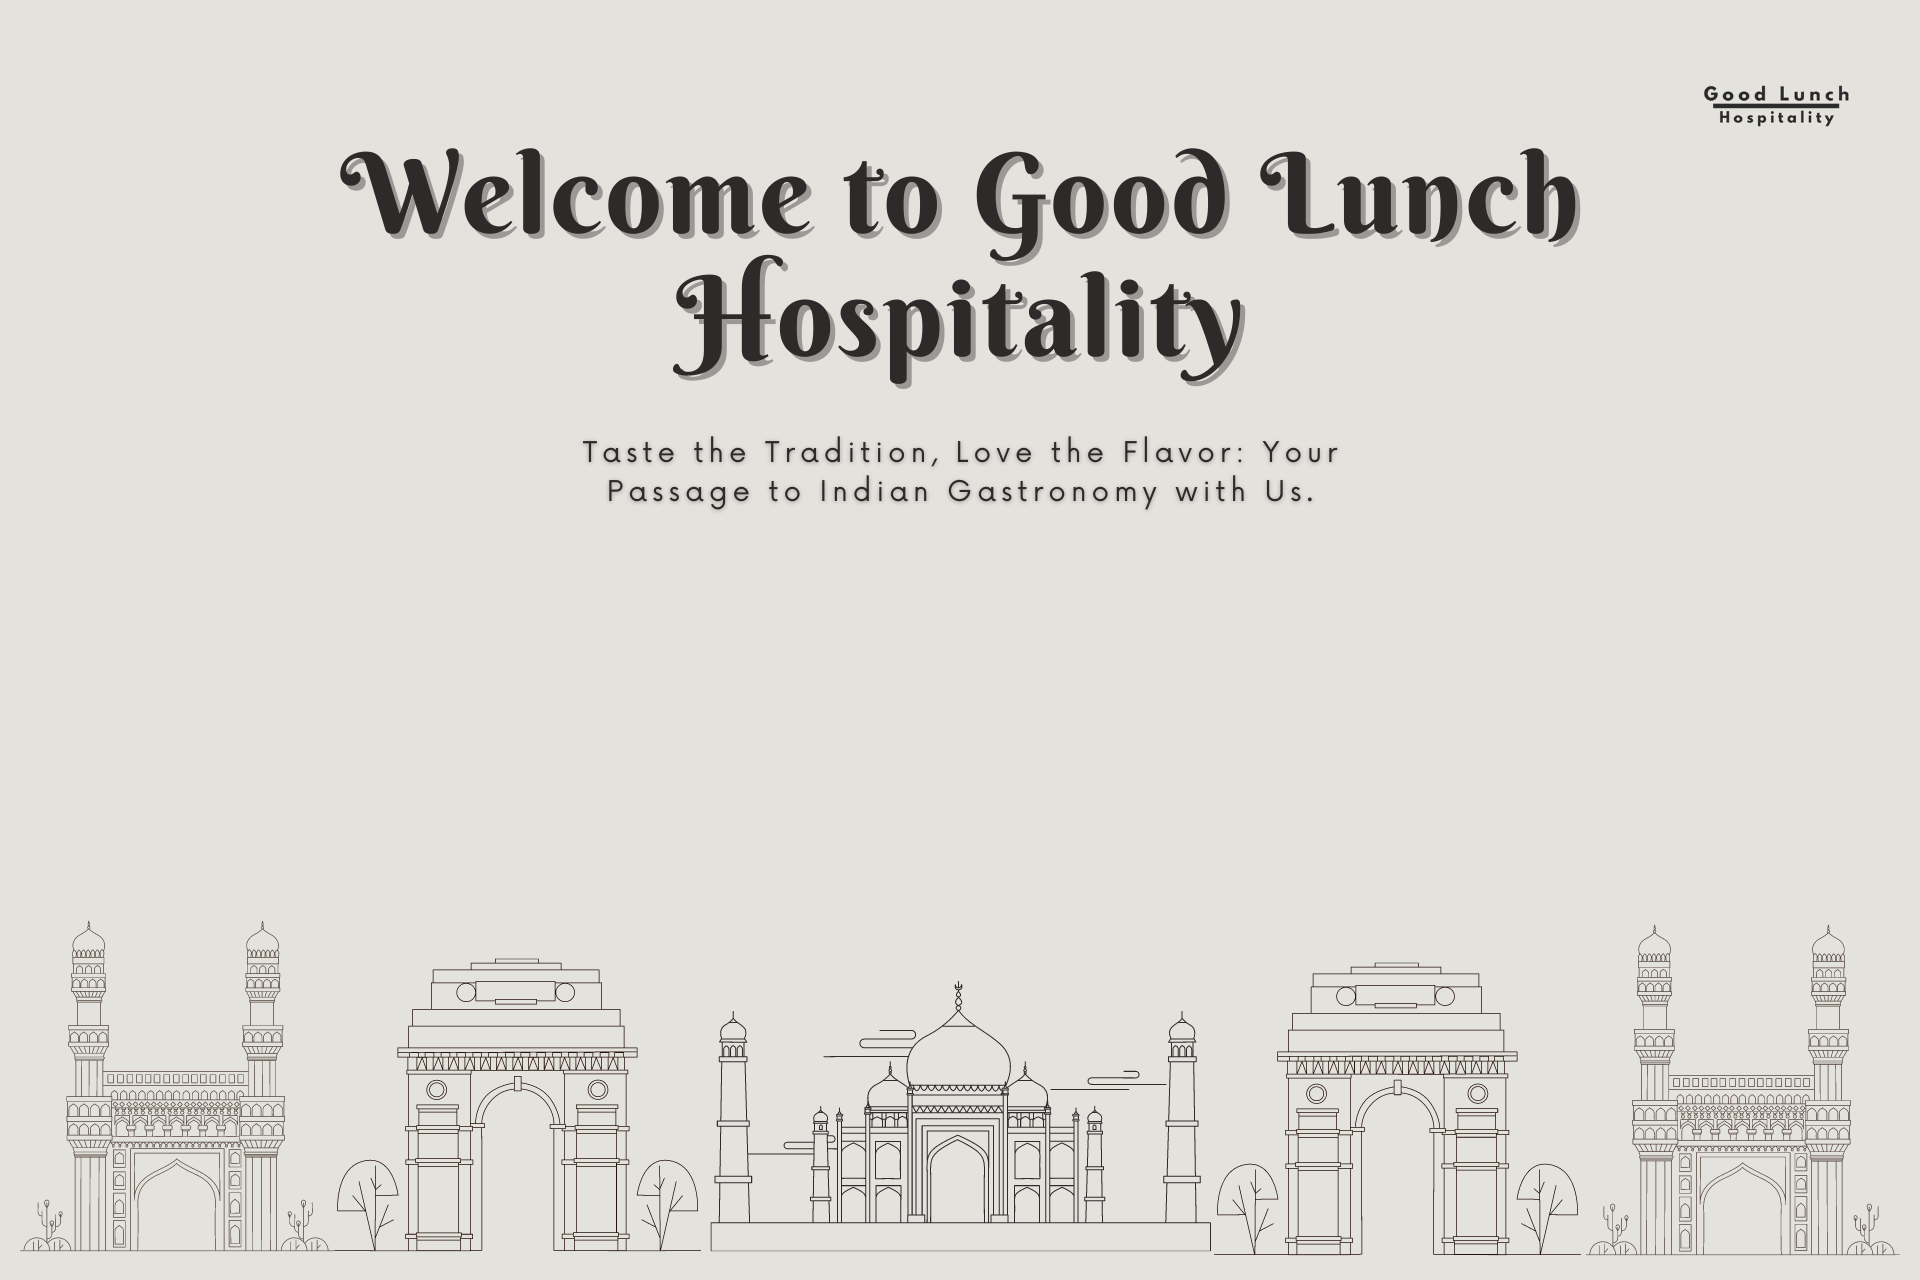 Good Lunch
Hospitality
Welcome to Good Lunch
Hospitality
Taste the Tradition, Love the Flavor: Your
Passage to Indian Gastronomy with Us.